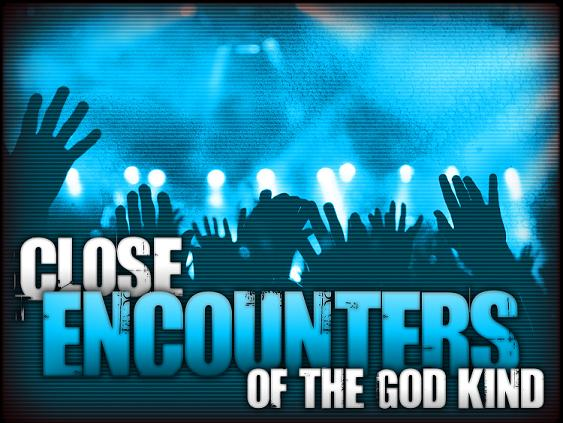 CLOSE
ENCOUNTERS
OF THE GOD KIND